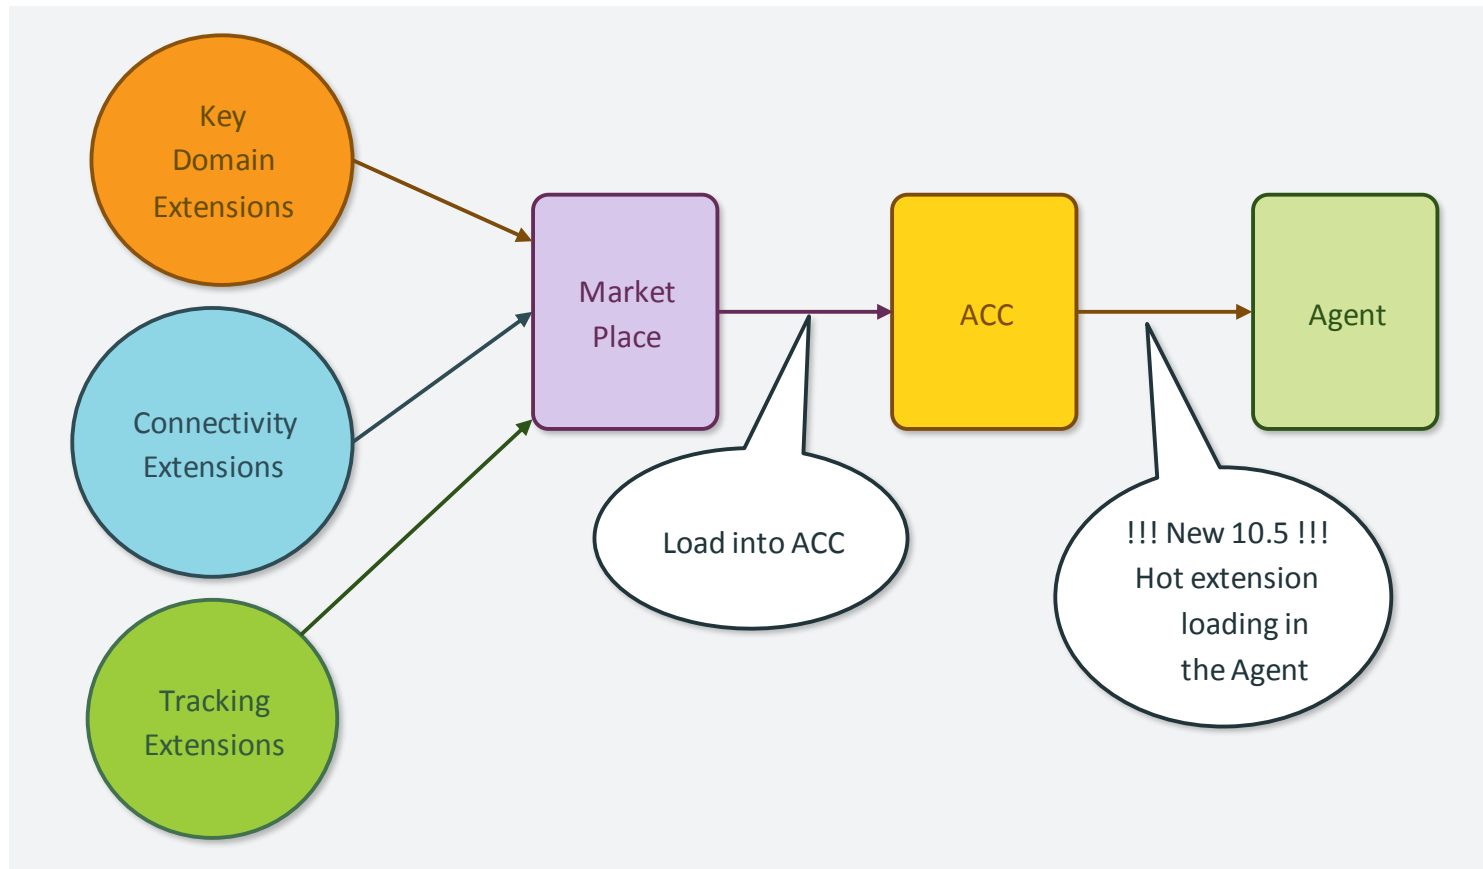 Key
Domain
Extensions
Connectivity
Extensions
Tracking
Extensions
Market
Place
Load into ACC
ACC
!!! New 10.5 !!!
Hot extension
loading in
the Agent
Agent